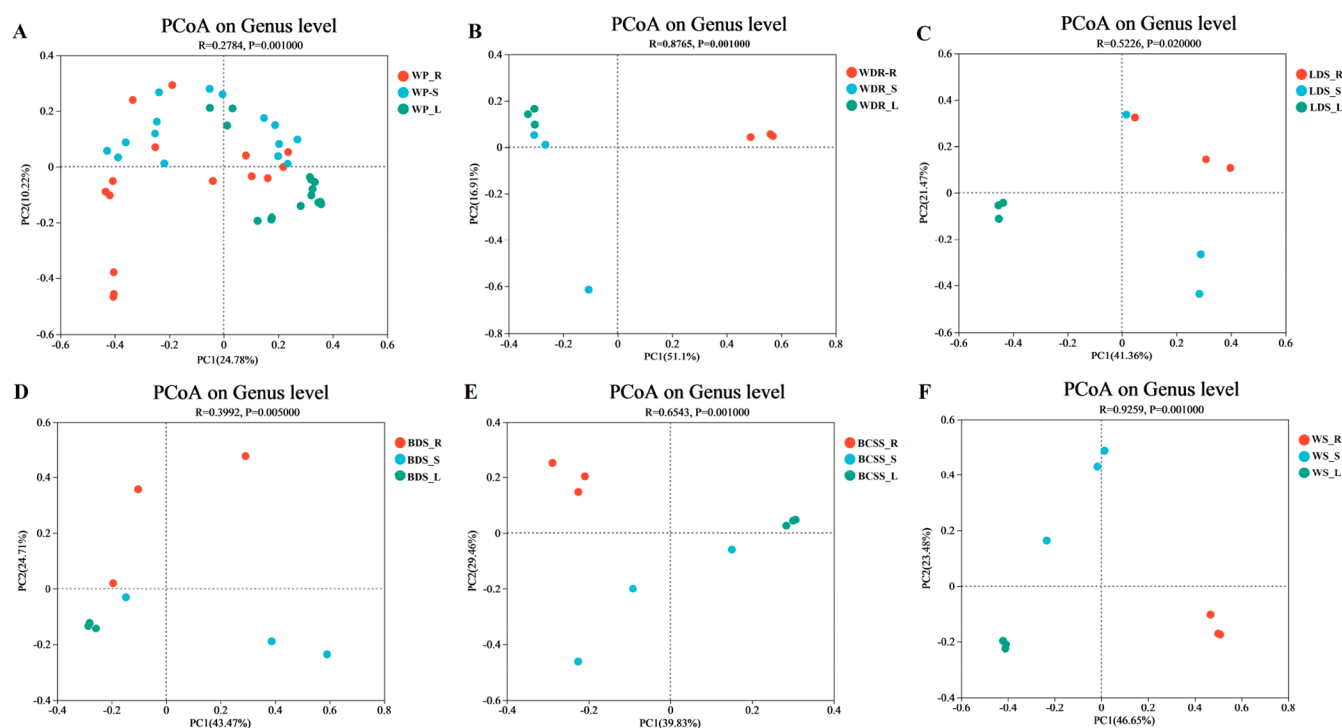 A
PCoA on Genus level
R=0.2784, P=0.001000
0.4
0.2
0
-0.2
-0.4
-0.6
-0.6
-0.4
-0.2
0
0.2
0.4
0.6
PC2(10.22%)
PC1(24.78%)
WP_R
WP-S
WP_L
B
PCoA on Genus level
R=0.8765, P=0.001000
0.4
0.2
0
-0.2
-0.4
-0.6
-0.8
-0.4
-0.2
0
0.2
0.4
0.6
0.8
PC2(16.91%)
PC1(51.1%)
WDR-R
WDR_S
WDR_L
C
PCoA on Genus level
R=0.5226, P=0.020000
0.6
0.4
0.2
0
-0.2
-0.4
-0.6
-0.6
-0.4
-0.2
0
0.2
0.4
0.6
PC2(21.47%)
PC1(41.36%)
LDS_R
LDS_S
LDS_L
D
PCoA on Genus level
R=0.3992, P=0.005000
0.6
0.4
0.2
0
-0.2
-0.4
-0.4
-0.2
0
0.2
0.4
0.6
0.8
PC2(24.71%)
PC1(43.47%)
BDS_R
BDS_S
BDS_L
E
PCoA on Genus level
R=0.6543, P=0.001000
0.4
0.2
0
-0.2
-0.4
-0.6
-0.4
-0.2
0
0.2
0.4
PC2(29.46%)
PC1(39.83%)
BCSS_R
BCSS_S
BCSS_L
F
PCoA on Genus level
R=0.9259, P=0.001000
0.6
0.4
0.2
0
-0.2
-0.4
-0.6
-0.4
-0.2
0
0.2
0.4
0.6
0.8
PC2(23.48%)
PC1(46.65%)
WS_R
WS_S
WS_L